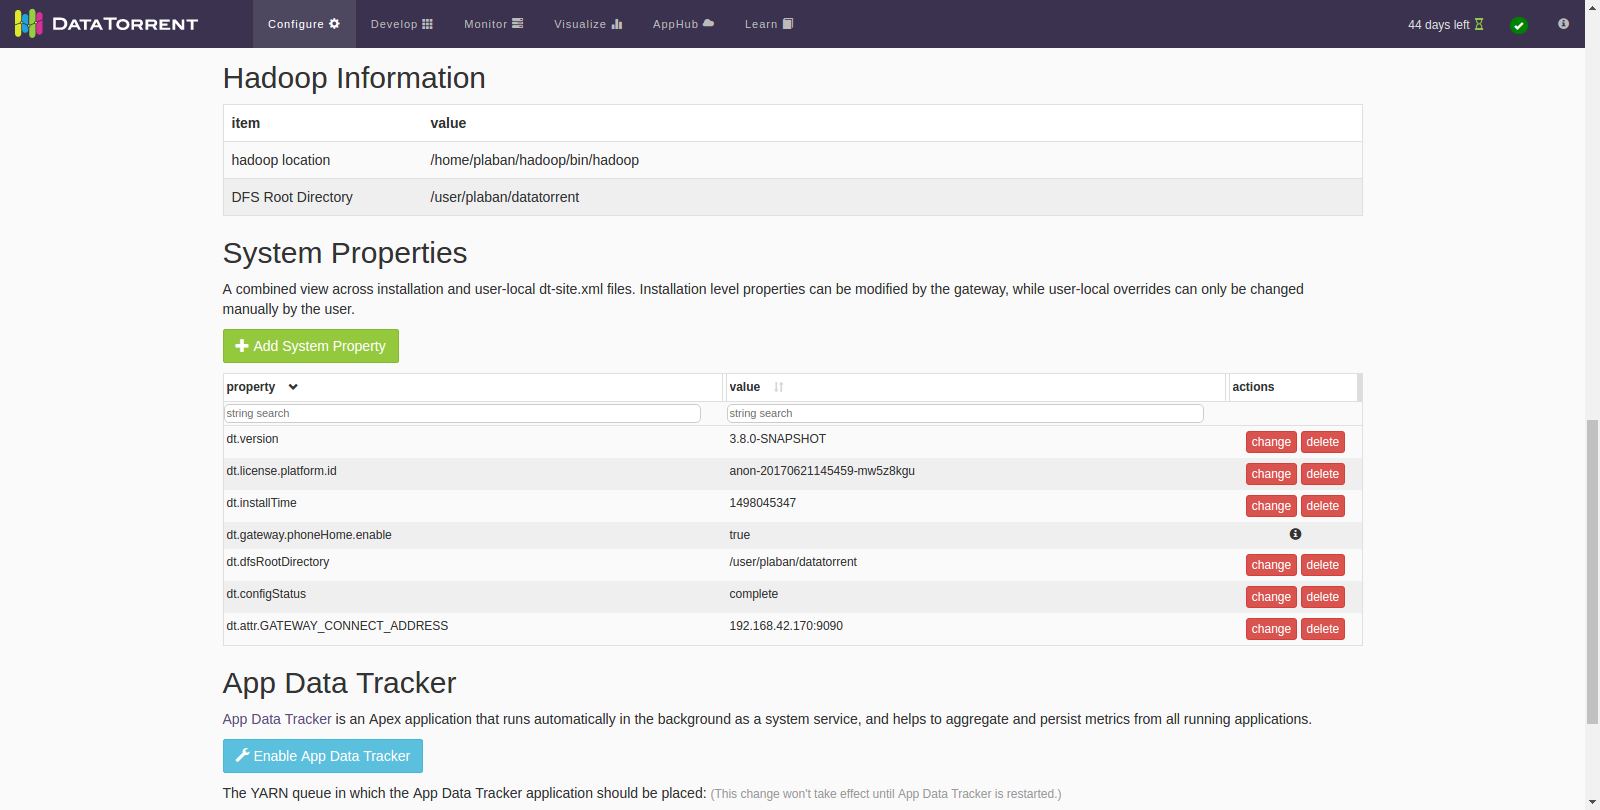 DATATORRENT Configure Develop Monitor Visualize AppHub Learn 44 days left
Hadoop Information
item value
hadoop location /home/plaban/hadoop/bin/hadoop
DFS Root Directory /user/plaban/datatorrent
System Properties
A combined view across installation and user-local dt-site.xml files. Installation level properties can be modified by the gateway, while user-local overrides can only be changed
manually by the user.
Add System Property
property value actions
string search string search
dt.version 3.8.0-SNAPSHOT change delete
dt.license.platform.id anon-20170621145459-mw5z8kgu change delete
dt.installTime 1498045347 change delete
dt.gateway.phoneHome.enable true
dt.dfsRootDirectory /user/plaban/datatorrent change delete
dt.configStatus complete change delete
dt.attr.GATEWAY_CONNECT_ADDRESS 192.168.42.170:9090 change delete
App Data Tracker
App Data Tracker is an Apex application that runs automatically in the background as a system service, and helps to aggregate and persist metrics from all running applications.
Enable App Data Tracker
The YARN queue in which the App Data Tracker application should be placed: (This change won't take effect until App Data Tracker is restarted.)